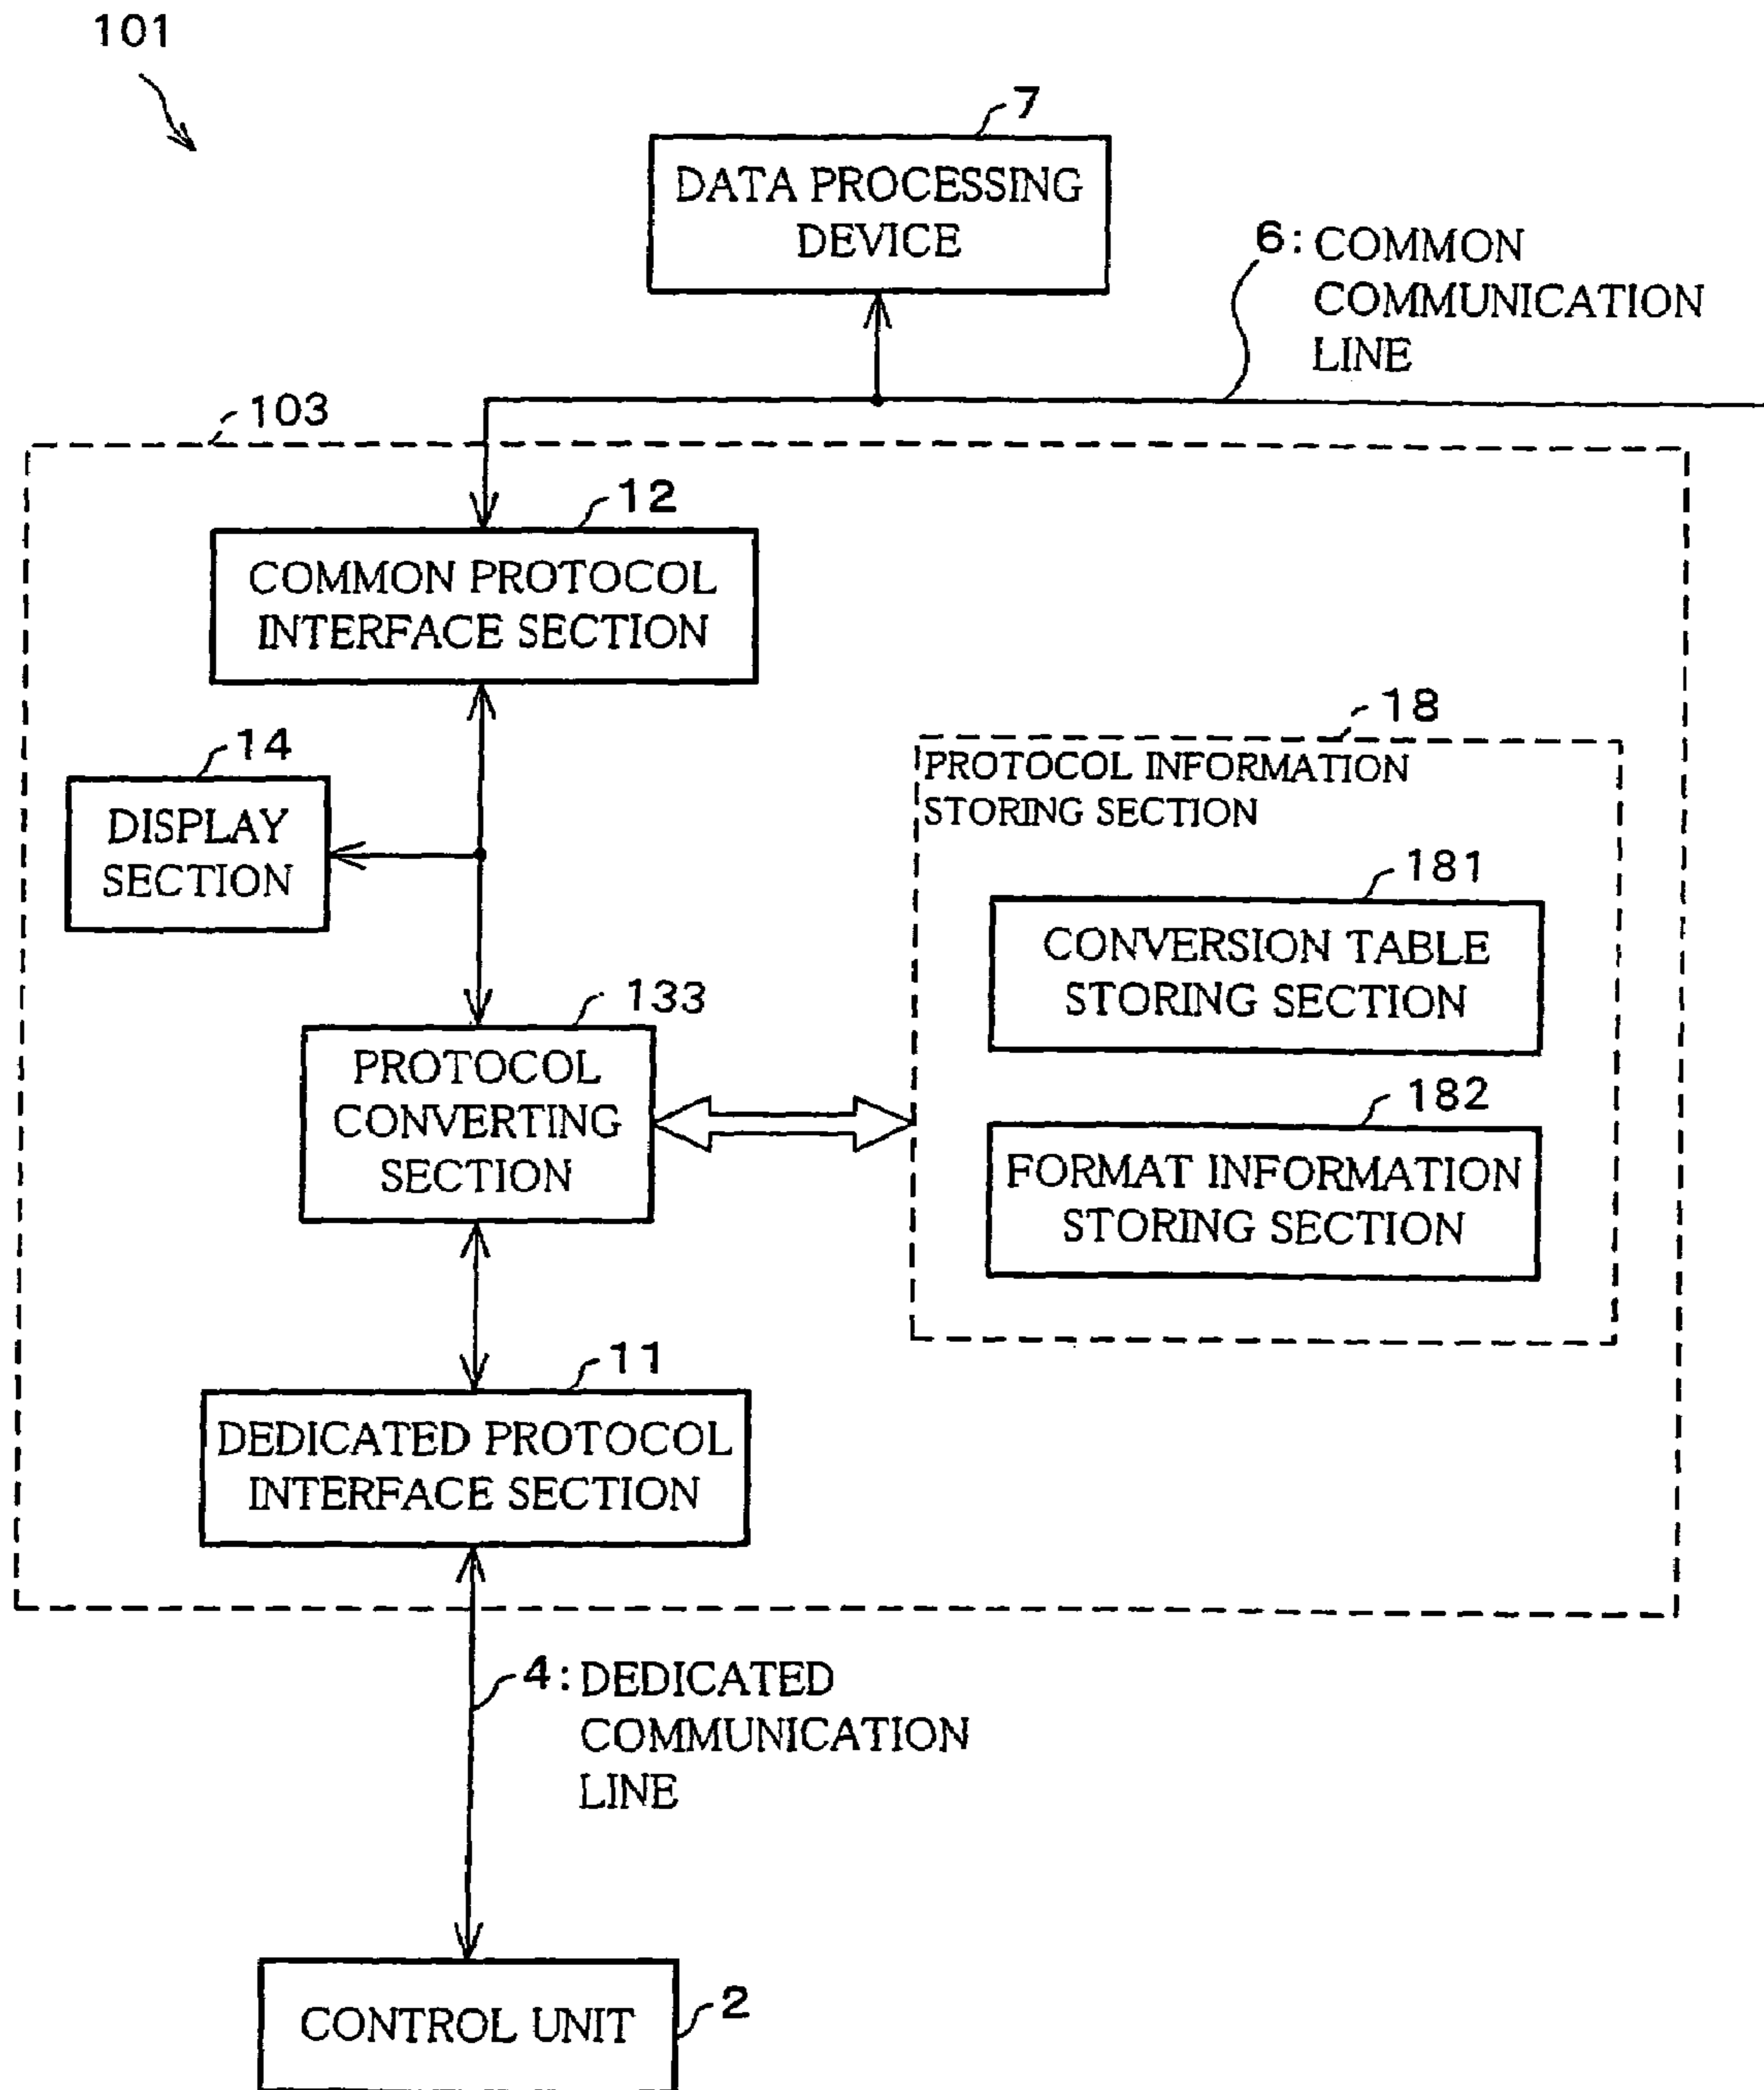 101
7
DATA PROCESSING
DEVICE
6: COMMON
COMMUNICATION
LINE
103
12
COMMON PROTOCOL
INTERFACE SECTION
18
PROTOCOL INFORMATION
STORING SECTION
14
DISPLAY
SECTION
181
CONVERSION TABLE
STORING SECTION
133
PROTOCOL
CONVERTING
SECTION
182
FORMAT INFORMATION
STORING SECTION
11
DEDICATED PROTOCOL
INTERFACE SECTION
4: DEDICATED
COMMUNICATION
LINE
2
CONTROL UNIT